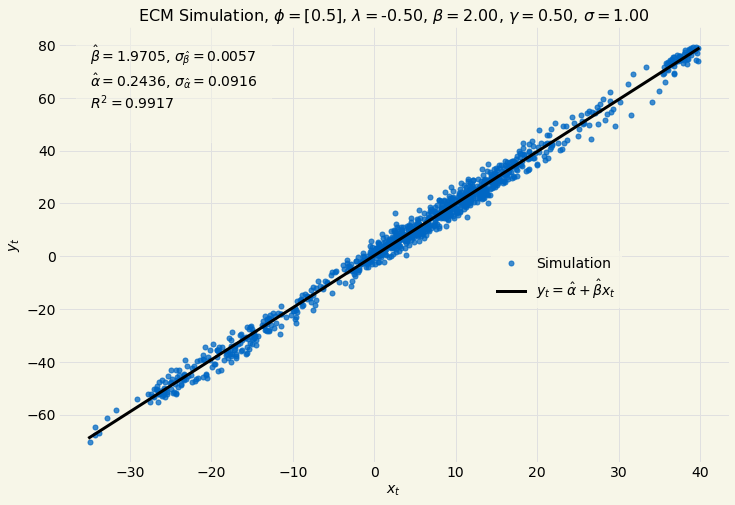 ECM Simulation, ϕ = [0.5], λ = -0.50, β = 2.00, γ = 0.50, σ = 1.00
β̂ = 1.9705, σ_β̂ = 0.0057
α̂ = 0.2436, σ_α̂ = 0.0916
R² = 0.9917
80
60
40
20
0
−20
−40
−60
y_t
Simulation
y_t = α̂ + β̂x_t
−30
−20
−10
0
10
20
30
40
x_t